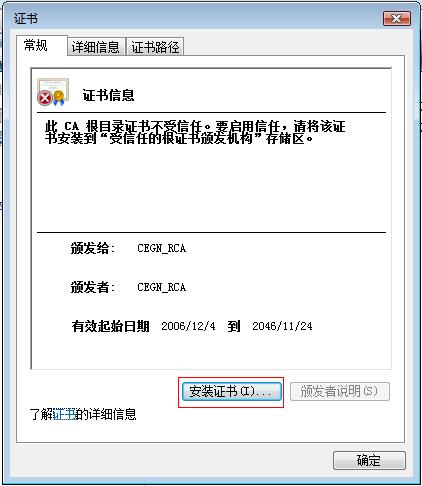 证书
常规 详细信息 证书路径
证书信息
此 CA 根目录证书不受信任。要启用信任，请将该证
书安装到“受信任的根证书颁发机构”存储区。
颁发给: CEGN_RCA
颁发者: CEGN_RCA
有效起始日期 2006/12/4 到 2046/11/24
安装证书(I)... 颁发者说明(S)
了解证书的详细信息
确定